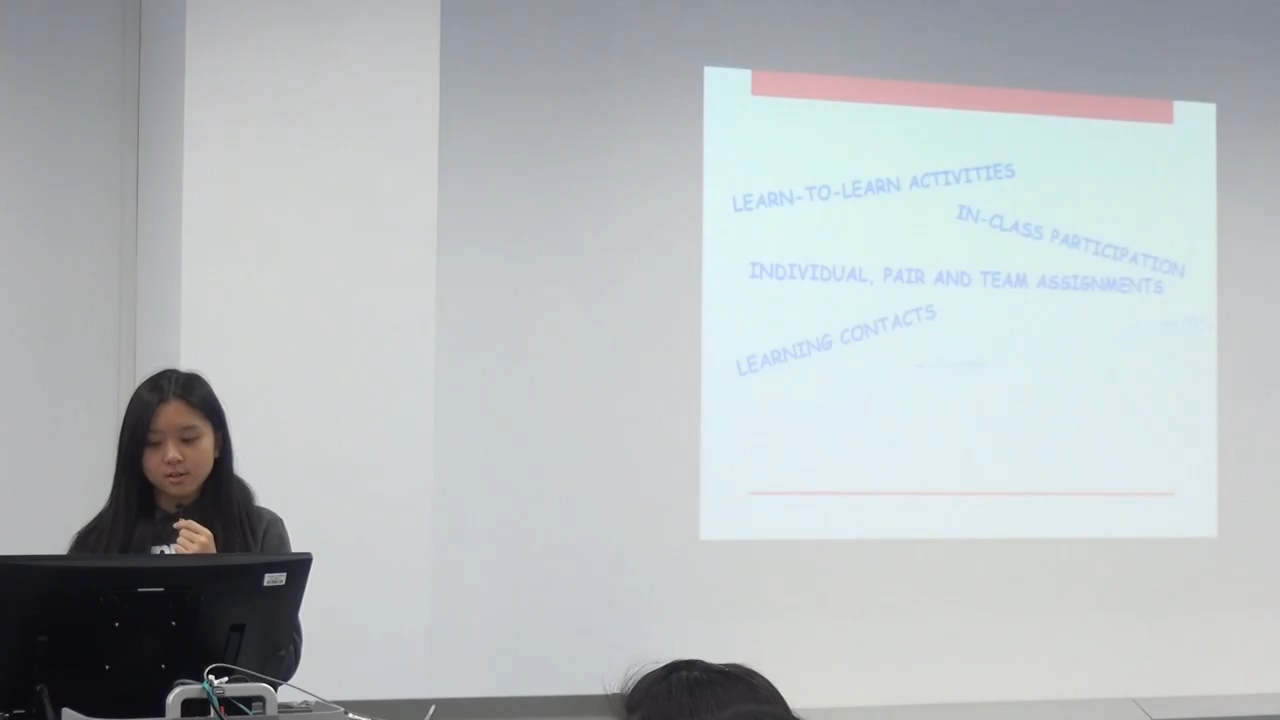 LEARN-TO-LEARN ACTIVITIES
IN-CLASS PARTICIPATION
INDIVIDUAL, PAIR AND TEAM ASSIGNMENTS
LEARNING CONTACTS